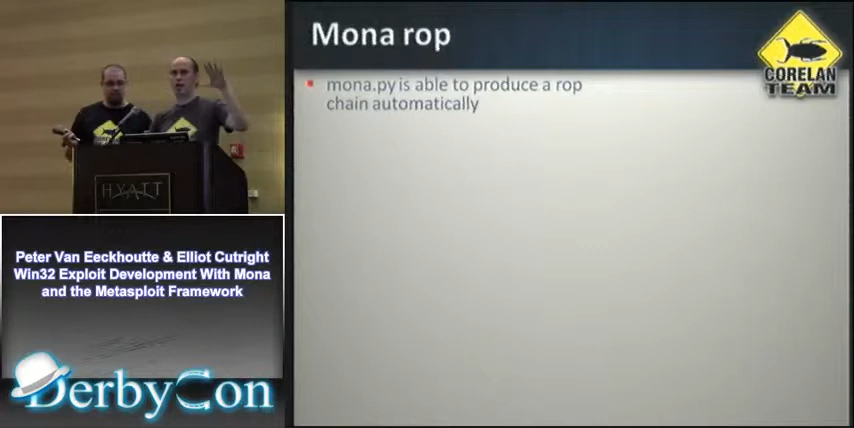 Mona rop
mona.py is able to produce a rop
chain automatically
CORELAN
TEAM
HYATT
Peter Van Eeckhoutte & Elliot Cutright
Win32 Exploit Development With Mona
and the Metasploit Framework
DerbyCon